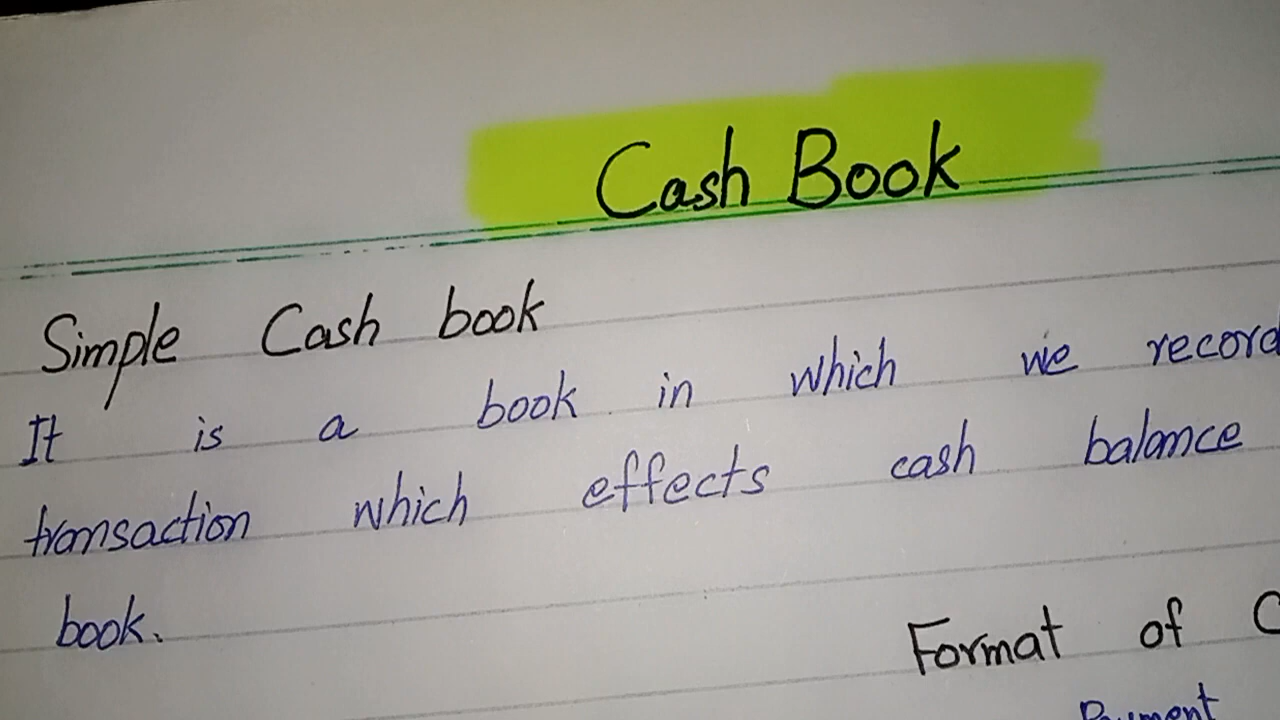 Cash Book
Simple Cash book
It is a book in which we record
transaction which effects cash balance
book.
Format of C
Payment